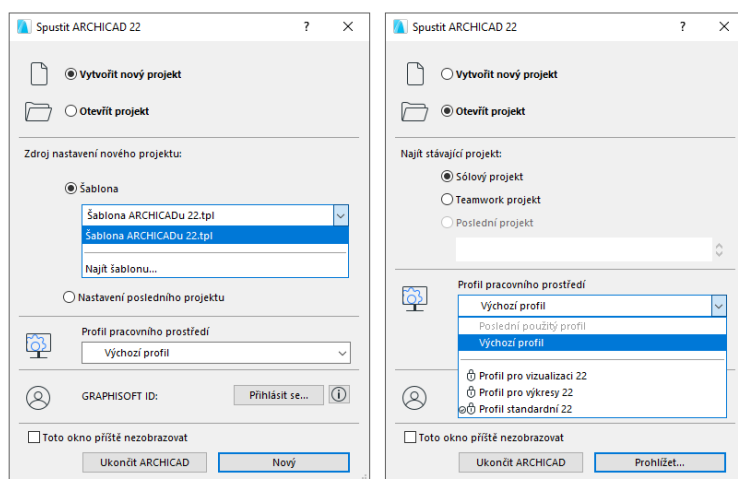 Spustit ARCHICAD 22
Vytvořit nový projekt
Otevřít projekt
Zdroj nastavení nového projektu:
Šablona
Šablona ARCHICADu 22.tpl
Šablona ARCHICADu 22.tpl
Najít šablonu...
Nastavení posledního projektu
Profil pracovního prostředí
Výchozí profil
GRAPHISOFT ID:
Přihlásit se...
Toto okno příště nezobrazovat
Ukončit ARCHICAD
Nový
Spustit ARCHICAD 22
Vytvořit nový projekt
Otevřít projekt
Najít stávající projekt:
Sólový projekt
Teamwork projekt
Poslední projekt
Profil pracovního prostředí
Výchozí profil
Poslední použitý profil
Výchozí profil
Profil pro vizualizaci 22
Profil pro výkresy 22
Profil standardní 22
Toto okno příště nezobrazovat
Ukončit ARCHICAD
Prohlížet...